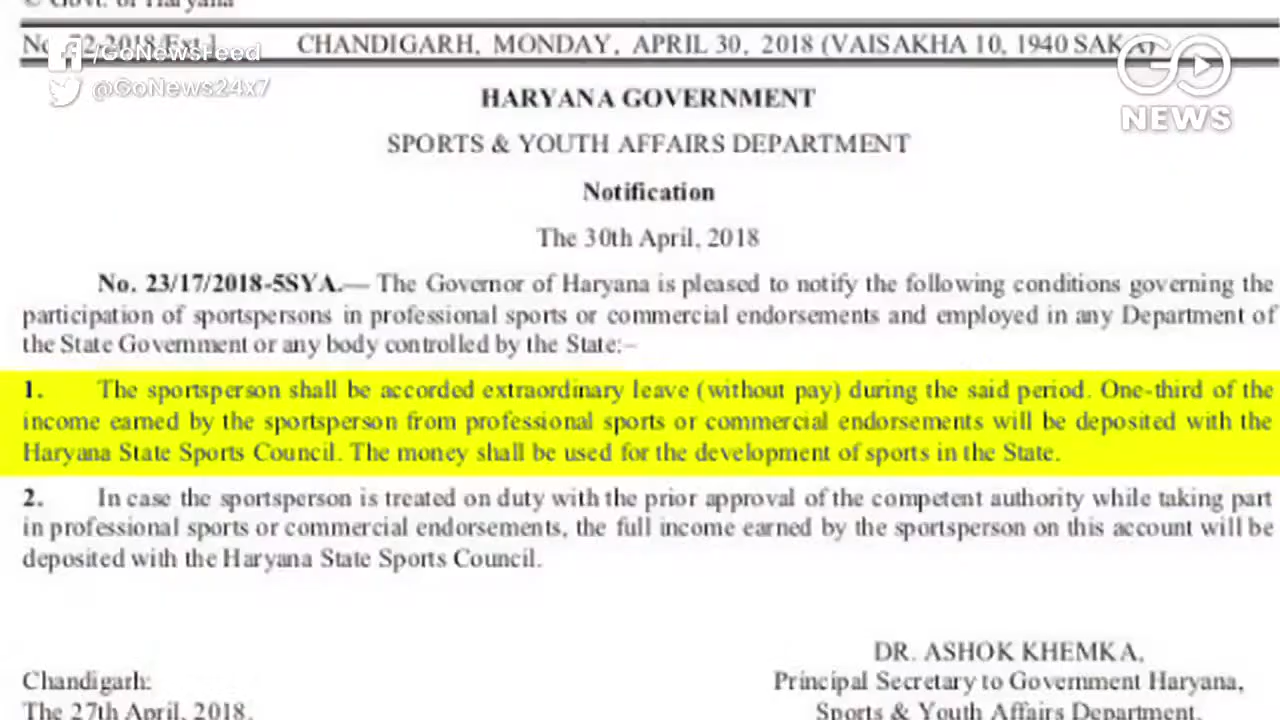 © Govt. of Haryana
CHANDIGARH, MONDAY, APRIL 30, 2018 (VAISAKHA 10, 1940 SAKA)
/GoNewsFeed
@GoNews24x7
GO
NEWS
HARYANA GOVERNMENT
SPORTS & YOUTH AFFAIRS DEPARTMENT
Notification
The 30th April, 2018
No. 23/17/2018-5SYA.— The Governor of Haryana is pleased to notify the following conditions governing the
participation of sportspersons in professional sports or commercial endorsements and employed in any Department of
the State Government or any body controlled by the State:–
1. The sportsperson shall be accorded extraordinary leave (without pay) during the said period. One-third of the
income earned by the sportsperson from professional sports or commercial endorsements will be deposited with the
Haryana State Sports Council. The money shall be used for the development of sports in the State.
2. In case the sportsperson is treated on duty with the prior approval of the competent authority while taking part
in professional sports or commercial endorsements, the full income earned by the sportsperson on this account will be
deposited with the Haryana State Sports Council.
DR. ASHOK KHEMKA,
Chandigarh: Principal Secretary to Government Haryana,
The 27th April, 2018. Sports & Youth Affairs Department.